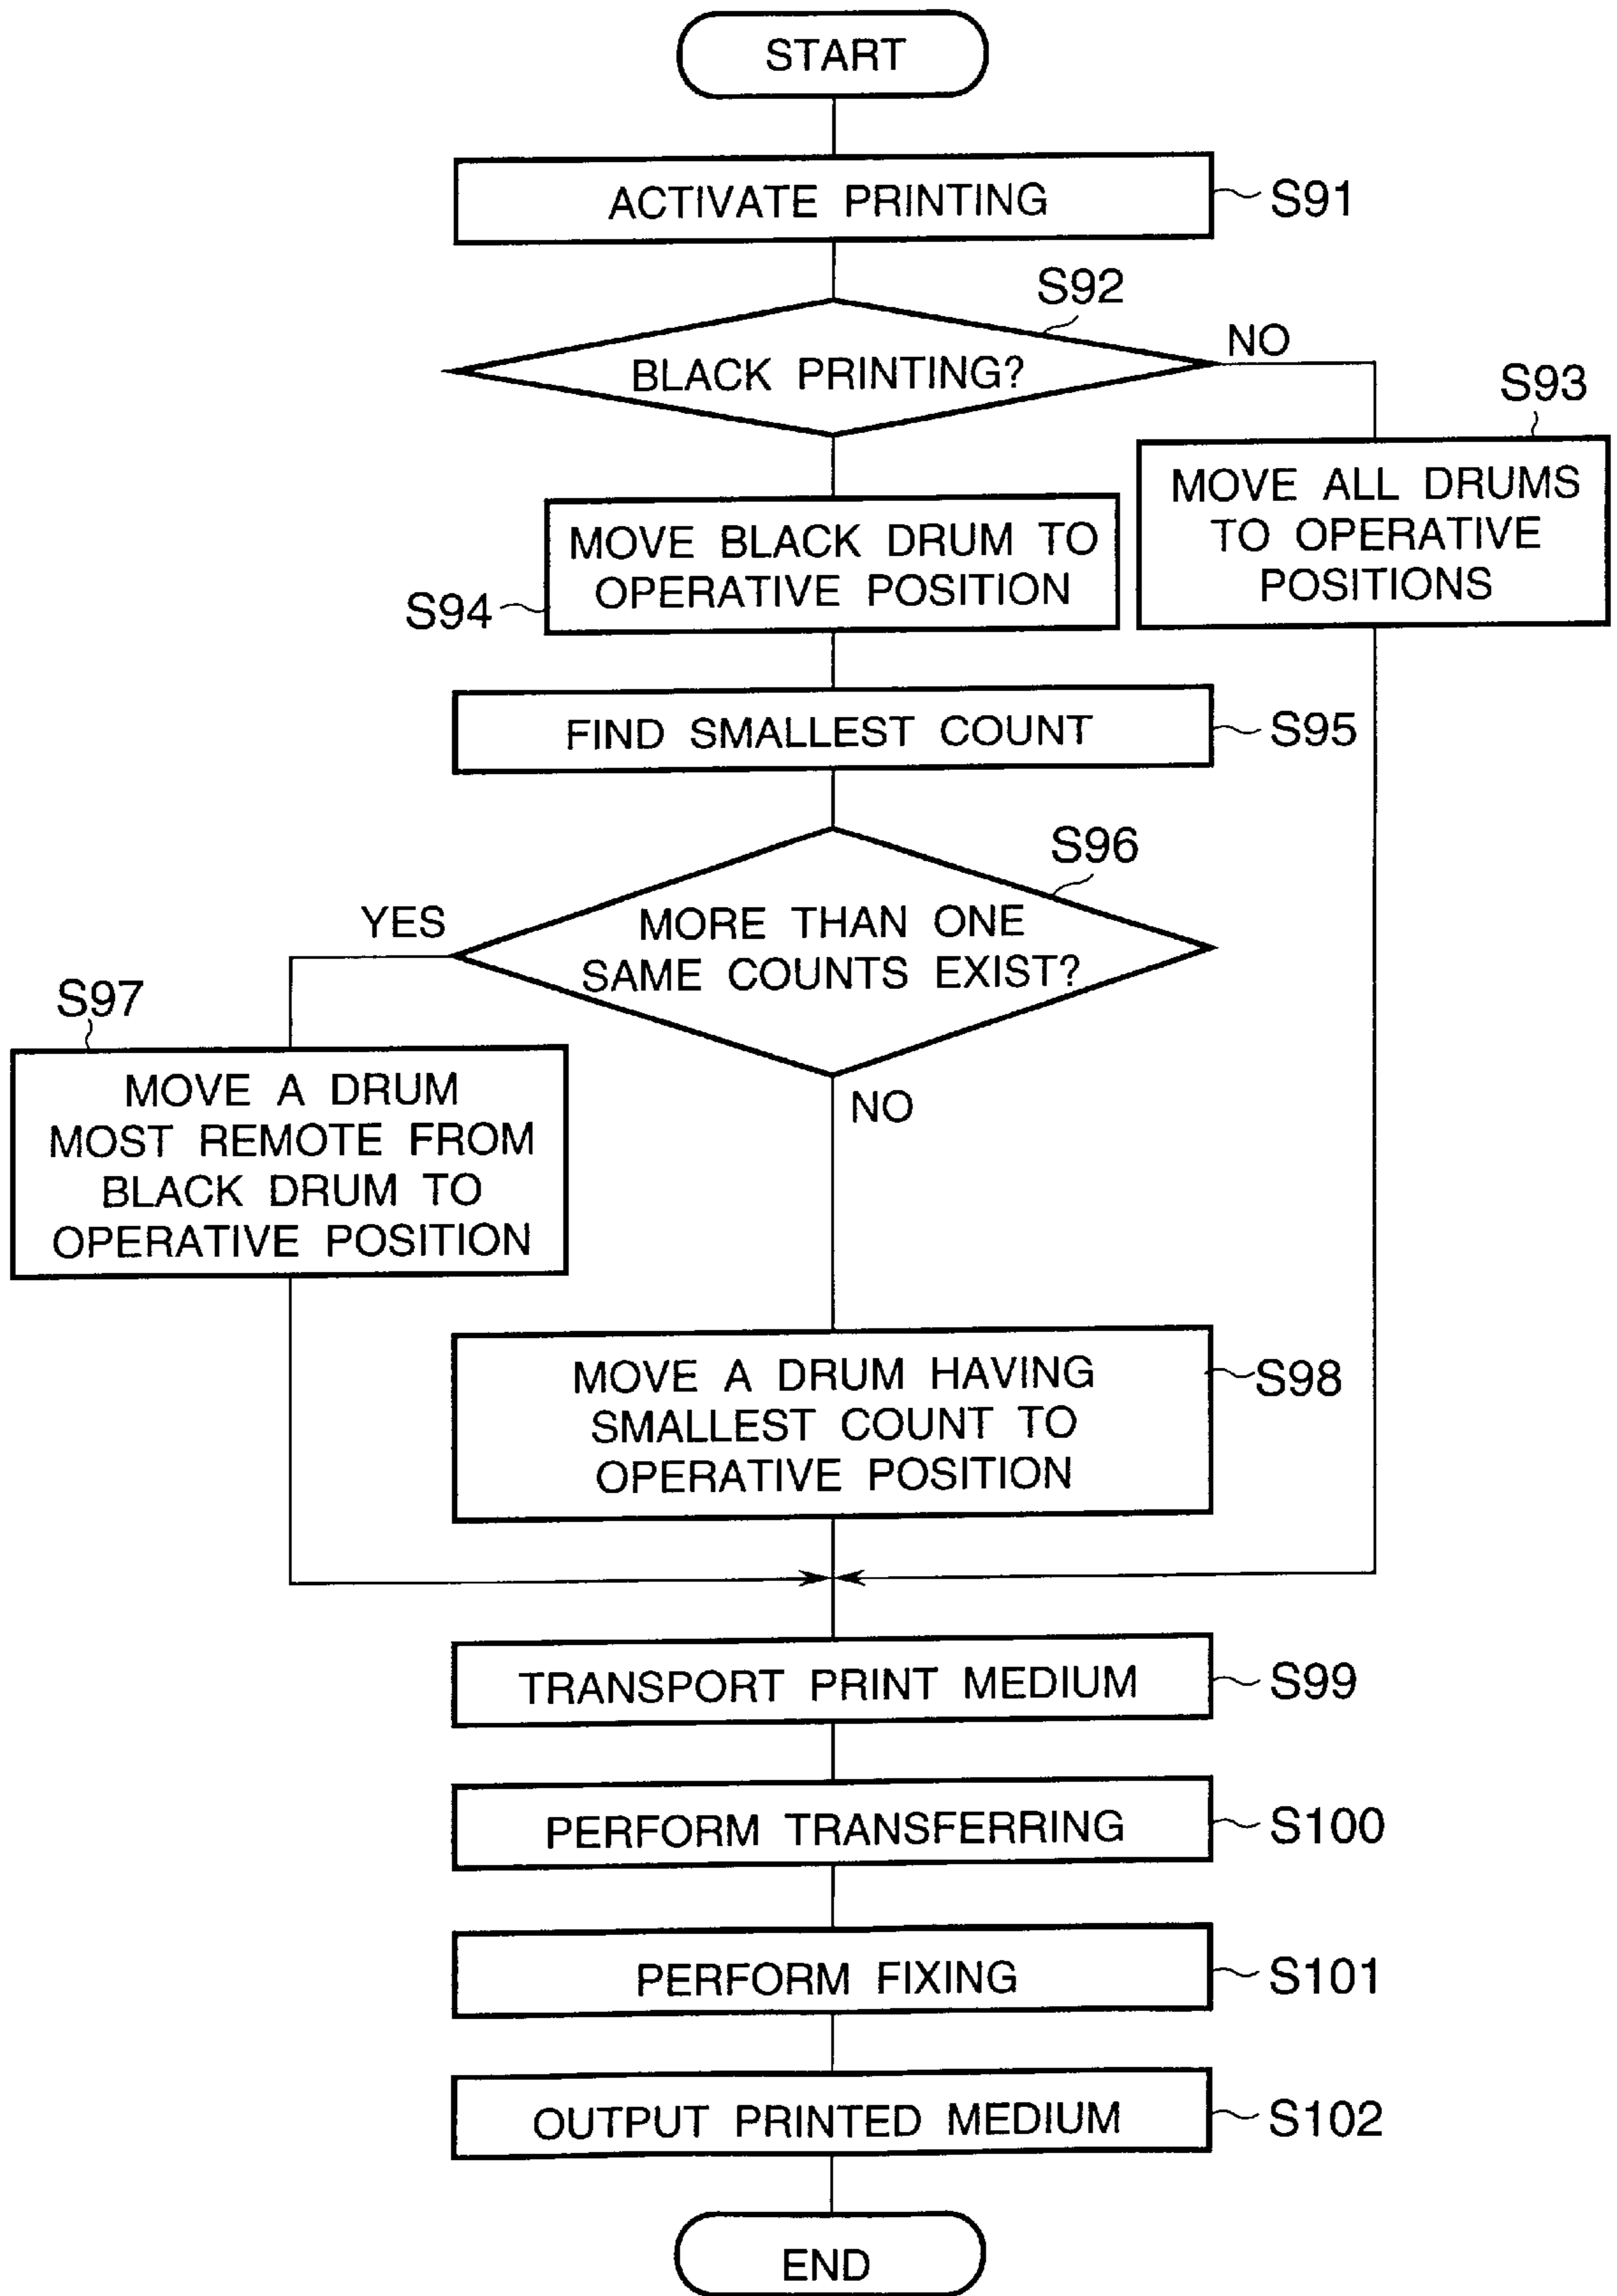 START
ACTIVATE PRINTING
S91
S92
BLACK PRINTING?
NO
S93
MOVE ALL DRUMS
TO OPERATIVE
POSITIONS
MOVE BLACK DRUM TO
OPERATIVE POSITION
S94
FIND SMALLEST COUNT
S95
S96
MORE THAN ONE
SAME COUNTS EXIST?
YES
NO
S97
MOVE A DRUM
MOST REMOTE FROM
BLACK DRUM TO
OPERATIVE POSITION
MOVE A DRUM HAVING
SMALLEST COUNT TO
OPERATIVE POSITION
S98
TRANSPORT PRINT MEDIUM
S99
PERFORM TRANSFERRING
S100
PERFORM FIXING
S101
OUTPUT PRINTED MEDIUM
S102
END